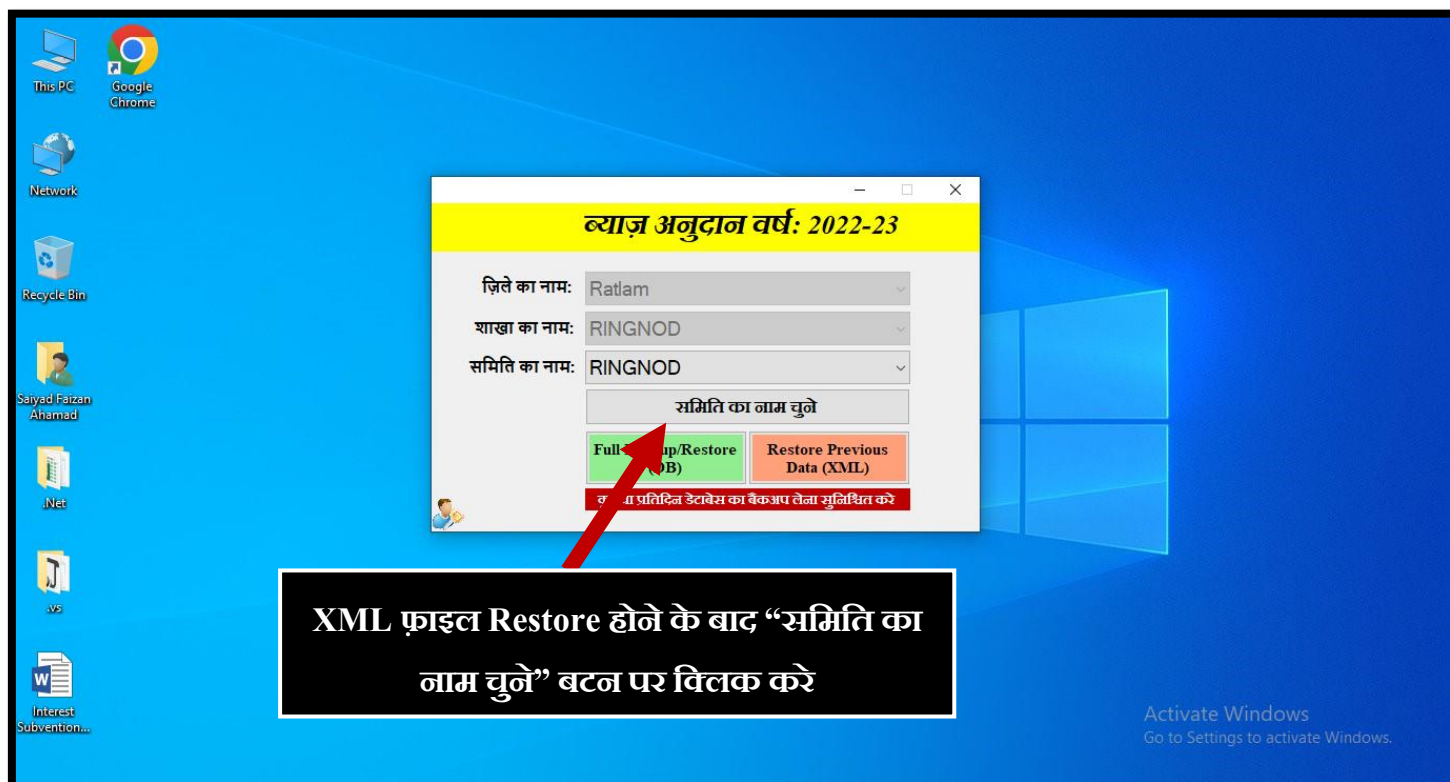 This PC
Google
Chrome
Network
Recycle Bin
Saiyad Faizan
Ahamad
.Net
.vs
Interest
Subvention...
ब्याज़ अनुदान वर्ष: 2022-23
ज़िले का नाम: Ratlam
शाखा का नाम: RINGNOD
समिति का नाम: RINGNOD
समिति का नाम चुने
Full up/Restore
(DB)
Restore Previous
Data (XML)
प्रतिदिन डेटाबेस का बैकअप लेना सुनिश्चित करे
XML फ़ाइल Restore होने के बाद “समिति का
नाम चुने” बटन पर क्लिक करे
Activate Windows
Go to Settings to activate Windows.